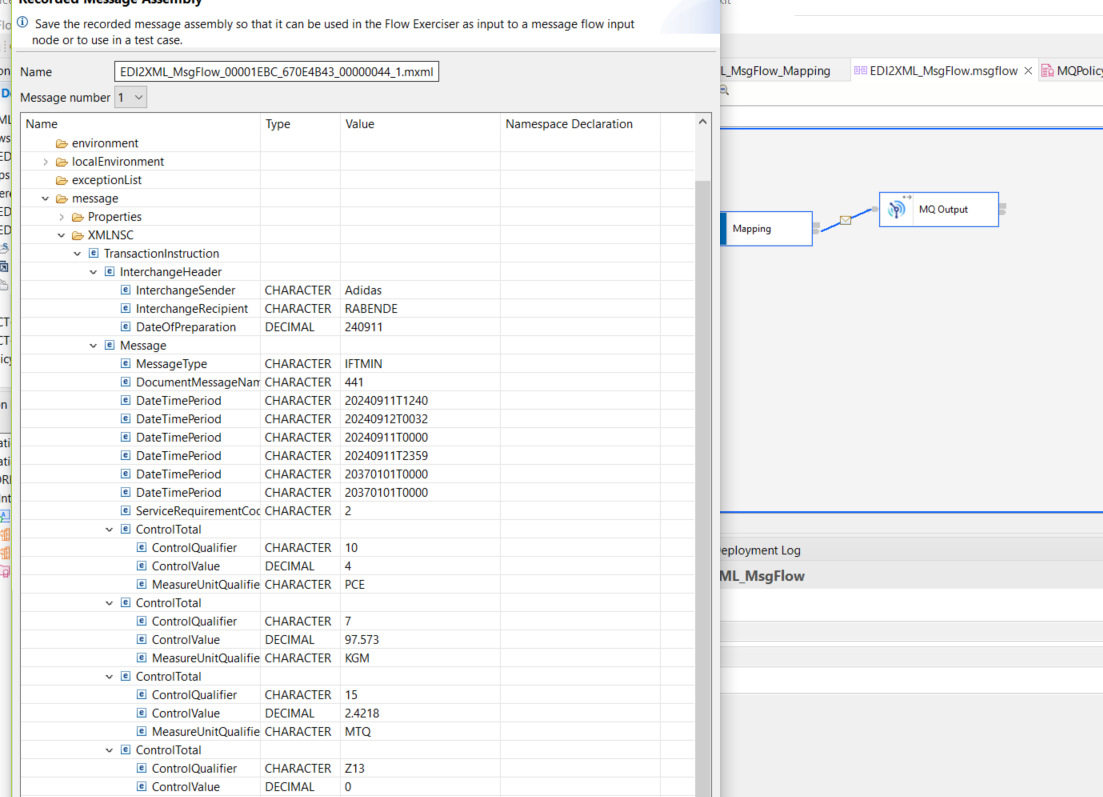 Recorded Message Assembly
Save the recorded message assembly so that it can be used in the Flow Exerciser as input to a message flow input
node or to use in a test case.
Name EDI2XML_MsgFlow_00001EBC_670E4B43_00000044_1.mxml
Message number 1
Name Type Value Namespace Declaration
environment
localEnvironment
exceptionList
message
Properties
XMLNSC
TransactionInstruction
InterchangeHeader
InterchangeSender CHARACTER Adidas
InterchangeRecipient CHARACTER RABENDE
DateOfPreparation DECIMAL 240911
Message
MessageType CHARACTER IFTMIN
DocumentMessageNam CHARACTER 441
DateTimePeriod CHARACTER 20240911T1240
DateTimePeriod CHARACTER 20240912T0032
DateTimePeriod CHARACTER 20240911T0000
DateTimePeriod CHARACTER 20240911T2359
DateTimePeriod CHARACTER 20370101T0000
DateTimePeriod CHARACTER 20370101T0000
ServiceRequirementCod CHARACTER 2
ControlTotal
ControlQualifier CHARACTER 10
ControlValue DECIMAL 4
MeasureUnitQualifie CHARACTER PCE
ControlTotal
ControlQualifier CHARACTER 7
ControlValue DECIMAL 97.573
MeasureUnitQualifie CHARACTER KGM
ControlTotal
ControlQualifier CHARACTER 15
ControlValue DECIMAL 2.4218
MeasureUnitQualifie CHARACTER MTQ
ControlTotal
ControlQualifier CHARACTER Z13
ControlValue DECIMAL 0
L_MsgFlow_Mapping EDI2XML_MsgFlow.msgflow MQPolicy
Mapping
MQ Output
eployment Log
ML_MsgFlow